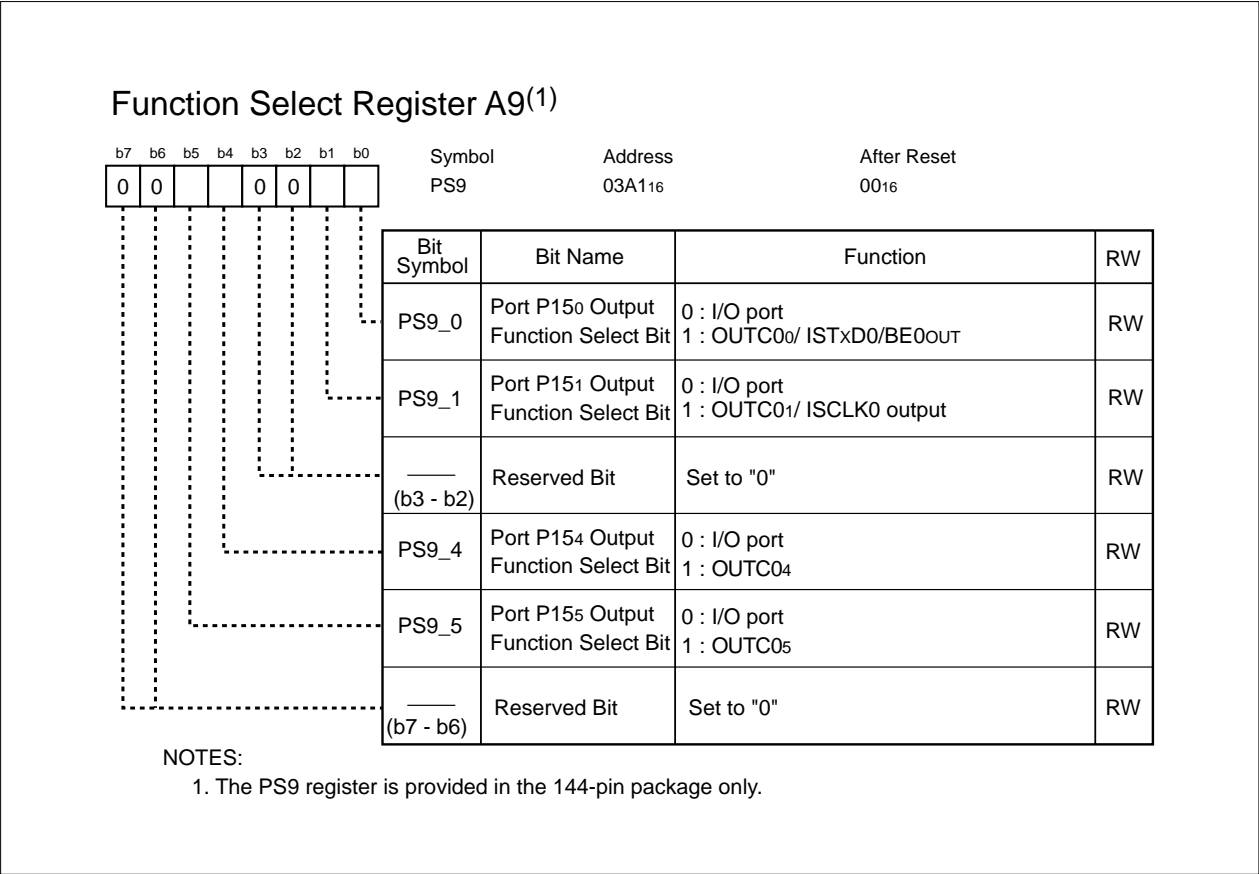 Function Select Register A9(1)
b7 b6 b5 b4 b3 b2 b1 b0
0 0 0 0
Symbol Address After Reset
PS9 03A116 0016
Bit Symbol Bit Name Function RW
PS9_0 Port P150 Output Function Select Bit 0 : I/O port RW
1 : OUTC00/ ISTXD0/BE0OUT
PS9_1 Port P151 Output Function Select Bit 0 : I/O port RW
1 : OUTC01/ ISCLK0 output
(b3 - b2) Reserved Bit Set to "0" RW
PS9_4 Port P154 Output Function Select Bit 0 : I/O port RW
1 : OUTC04
PS9_5 Port P155 Output Function Select Bit 0 : I/O port RW
1 : OUTC05
(b7 - b6) Reserved Bit Set to "0" RW
NOTES:
1. The PS9 register is provided in the 144-pin package only.